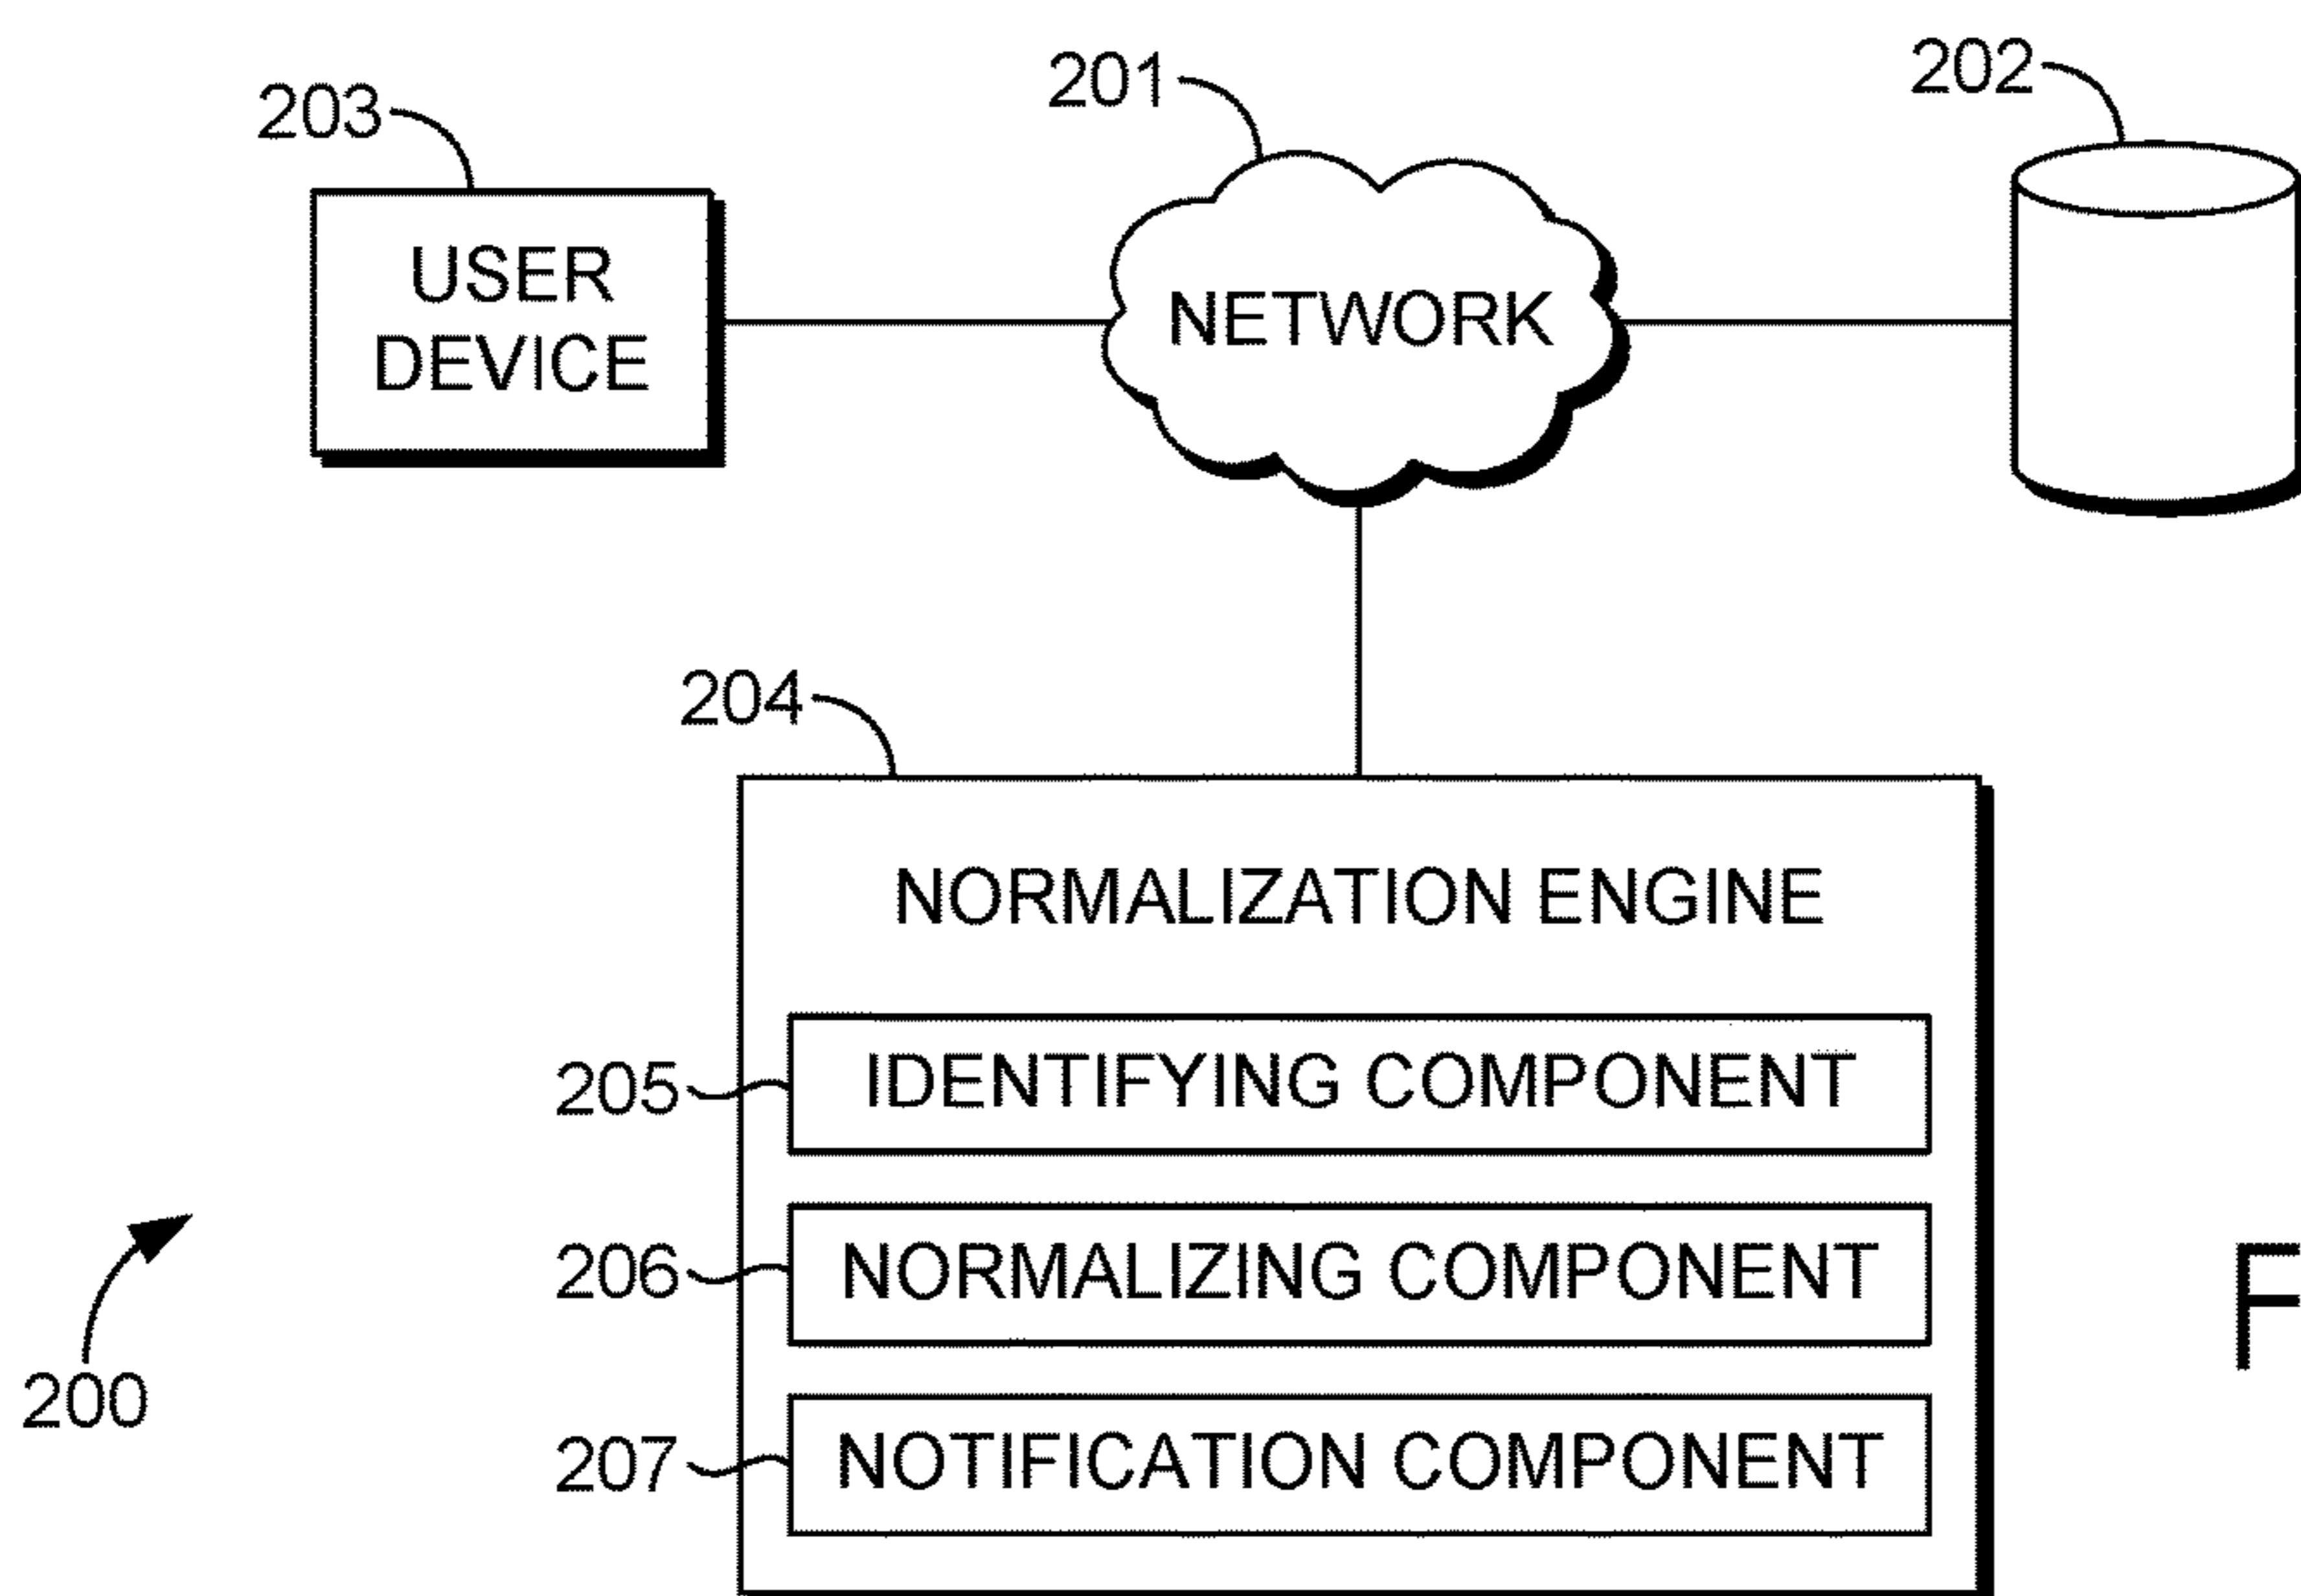 201
202
203
USER
DEVICE
NETWORK
204
NORMALIZATION ENGINE
205
IDENTIFYING COMPONENT
206
NORMALIZING COMPONENT
200
207
NOTIFICATION COMPONENT
F